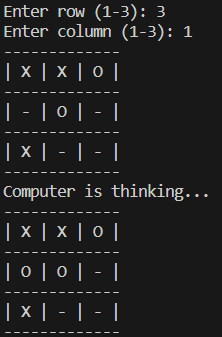 Enter row (1-3): 3
Enter column (1-3): 1
-------------
| X | X | O |
-------------
| - | O | - |
-------------
| X | - | - |
-------------
Computer is thinking...
-------------
| X | X | O |
-------------
| O | O | - |
-------------
| X | - | - |
-------------